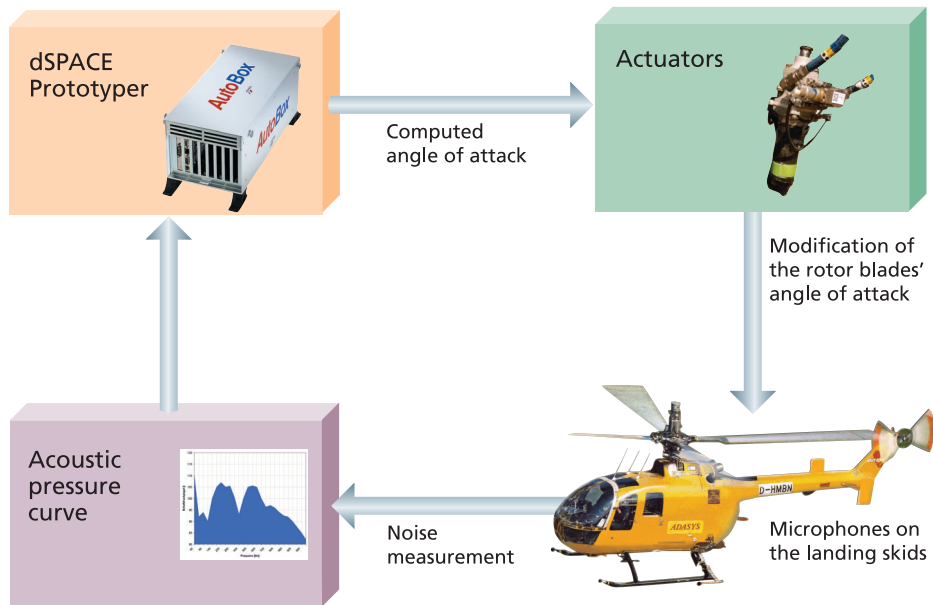 dSPACE
Prototyper
AutoBox
AutoBox
Computed
angle of attack
Actuators
Modification of
the rotor blades’
angle of attack
D-HMBN
ADASYS
Microphones on
the landing skids
Noise
measurement
Acoustic
pressure
curve